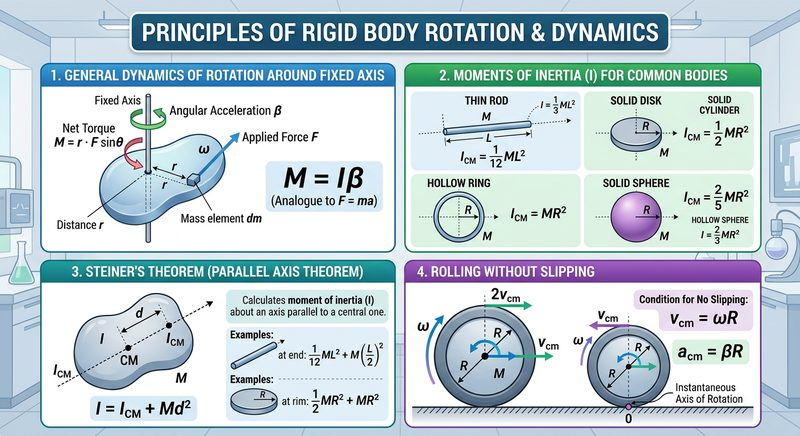 PRINCIPLES OF RIGID BODY ROTATION & DYNAMICS
1. GENERAL DYNAMICS OF ROTATION AROUND FIXED AXIS
Fixed Axis
Angular Acceleration β
Net Torque
M = r · F sinθ
Applied Force F
ω
r
r
Distance r
Mass element dm
M = Iβ
(Analogue to F = ma)
2. MOMENTS OF INERTIA (I) FOR COMMON BODIES
THIN ROD
M
I = 1/3 ML²
L
I_CM = 1/12 ML²
SOLID DISK
R
M
SOLID
CYLINDER
I_CM = 1/2 MR²
HOLLOW RING
R
M
I_CM = MR²
SOLID SPHERE
R
M
I_CM = 2/5 MR²
HOLLOW SPHERE
I = 2/3 MR²
3. STEINER'S THEOREM (PARALLEL AXIS THEOREM)
d
I
I_CM
CM
I_CM
M
I = I_CM + Md²
Calculates moment of inertia (I)
about an axis parallel to a central one.
Examples:
at end: 1/12 ML² + M(L/2)²
Examples:
R
at rim: 1/2 MR² + MR²
4. ROLLING WITHOUT SLIPPING
2v_cm
ω
R
R
M
v_cm
v_cm
ω
R
R
0
Condition for No Slipping:
v_cm = ωR
a_cm = βR
Instantaneous
Axis of Rotation